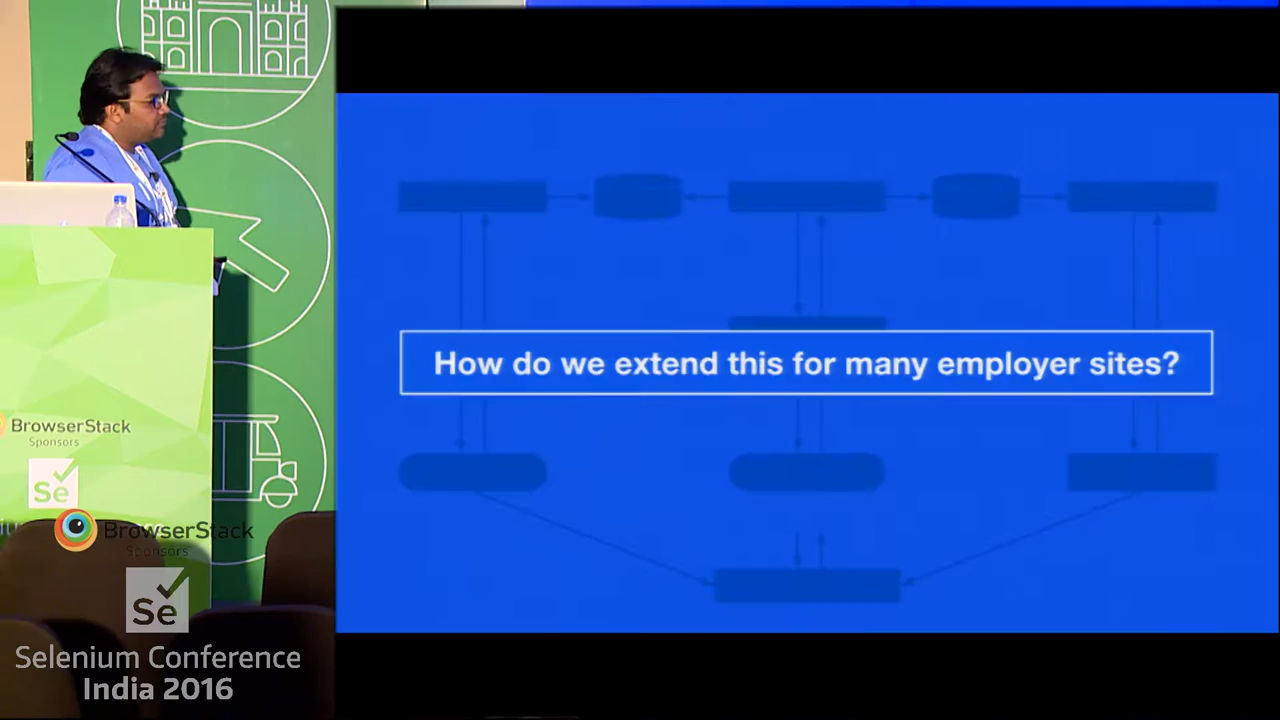 How do we extend this for many employer sites?
BrowserStack
Sponsors
Se
BrowserStack
Sponsors
Se
Selenium Conference
India 2016